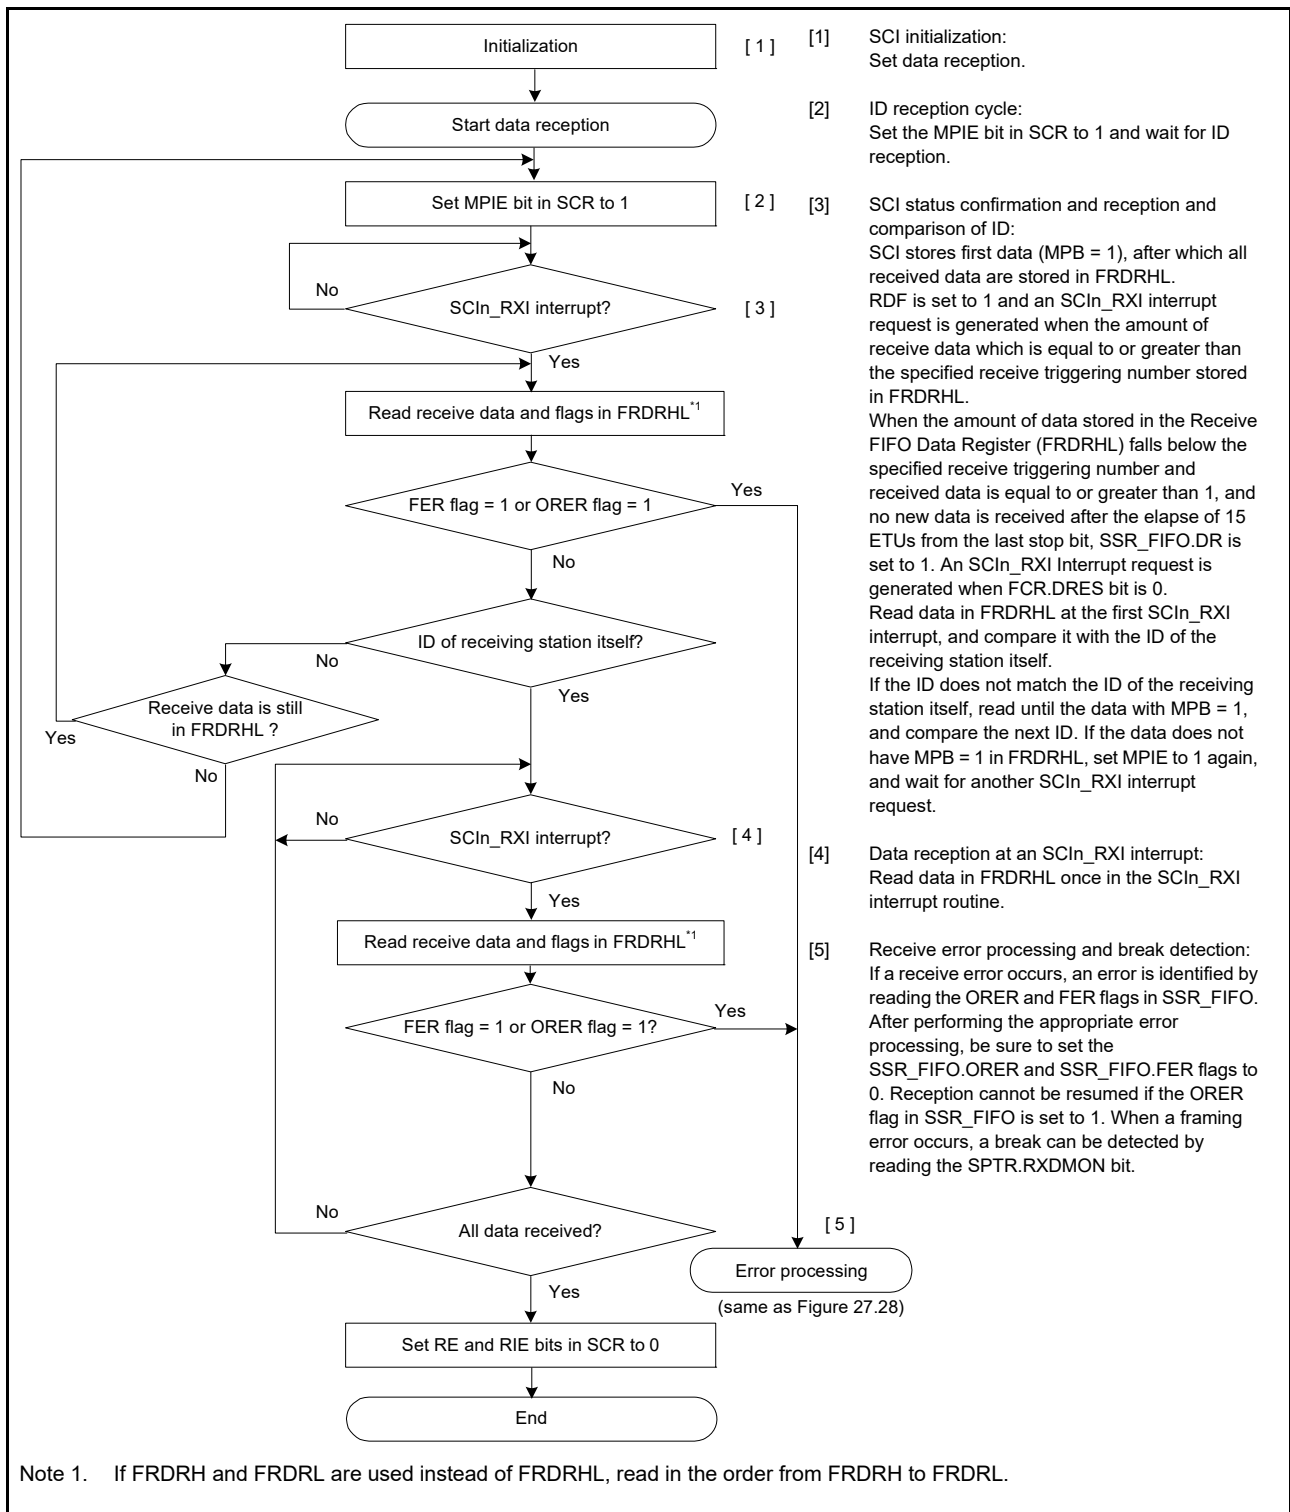 Initialization
[ 1 ]
Start data reception
Set MPIE bit in SCR to 1
[ 2 ]
No
SCIn_RXI interrupt?
[ 3 ]
Yes
Read receive data and flags in FRDRHL*1
FER flag = 1 or ORER flag = 1
Yes
No
ID of receiving station itself?
No
Yes
Receive data is still
in FRDRHL ?
Yes
No
No
SCIn_RXI interrupt?
[ 4 ]
Yes
Read receive data and flags in FRDRHL*1
FER flag = 1 or ORER flag = 1?
Yes
No
No
All data received?
[ 5 ]
Yes
Error processing
(same as Figure 27.28)
Set RE and RIE bits in SCR to 0
End
[1] SCI initialization:
Set data reception.
[2] ID reception cycle:
Set the MPIE bit in SCR to 1 and wait for ID
reception.
[3] SCI status confirmation and reception and
comparison of ID:
SCI stores first data (MPB = 1), after which all
received data are stored in FRDRHL.
RDF is set to 1 and an SCIn_RXI interrupt
request is generated when the amount of
receive data which is equal to or greater than
the specified receive triggering number stored
in FRDRHL.
When the amount of data stored in the Receive
FIFO Data Register (FRDRHL) falls below the
specified receive triggering number and
received data is equal to or greater than 1, and
no new data is received after the elapse of 15
ETUs from the last stop bit, SSR_FIFO.DR is
set to 1. An SCIn_RXI Interrupt request is
generated when FCR.DRES bit is 0.
Read data in FRDRHL at the first SCIn_RXI
interrupt, and compare it with the ID of the
receiving station itself.
If the ID does not match the ID of the receiving
station itself, read until the data with MPB = 1,
and compare the next ID. If the data does not
have MPB = 1 in FRDRHL, set MPIE to 1 again,
and wait for another SCIn_RXI interrupt
request.
[4] Data reception at an SCIn_RXI interrupt:
Read data in FRDRHL once in the SCIn_RXI
interrupt routine.
[5] Receive error processing and break detection:
If a receive error occurs, an error is identified by
reading the ORER and FER flags in SSR_FIFO.
After performing the appropriate error
processing, be sure to set the
SSR_FIFO.ORER and SSR_FIFO.FER flags to
0. Reception cannot be resumed if the ORER
flag in SSR_FIFO is set to 1. When a framing
error occurs, a break can be detected by
reading the SPTR.RXDMON bit.
Note 1. If FRDRH and FRDRL are used instead of FRDRHL, read in the order from FRDRH to FRDRL.